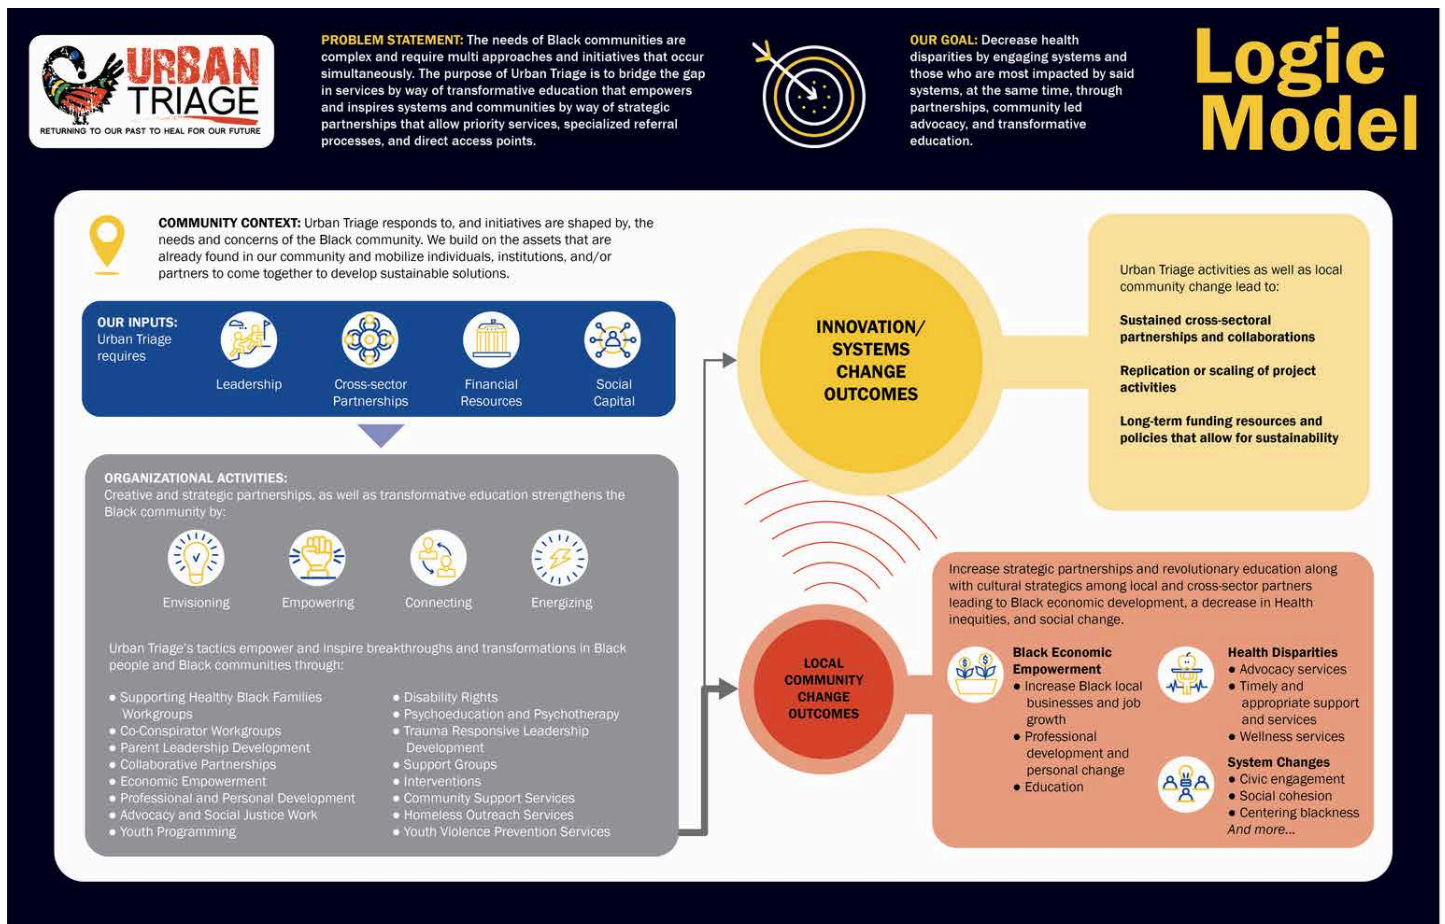 URBAN
TRIAGE
RETURNING TO OUR PAST TO HEAL FOR OUR FUTURE
PROBLEM STATEMENT: The needs of Black communities are
complex and require multi approaches and initiatives that occur
simultaneously. The purpose of Urban Triage is to bridge the gap
in services by way of transformative education that empowers
and inspires systems and communities by way of strategic
partnerships that allow priority services, specialized referral
processes, and direct access points.
OUR GOAL: Decrease health
disparities by engaging systems and
those who are most impacted by said
systems, at the same time, through
partnerships, community led
advocacy, and transformative
education.
Logic
Model
COMMUNITY CONTEXT: Urban Triage responds to, and initiatives are shaped by, the
needs and concerns of the Black community. We build on the assets that are
already found in our community and mobilize individuals, institutions, and/or
partners to come together to develop sustainable solutions.
OUR INPUTS:
Urban Triage
requires
Leadership
Cross-sector
Partnerships
Financial
Resources
Social
Capital
ORGANIZATIONAL ACTIVITIES:
Creative and strategic partnerships, as well as transformative education strengthens the
Black community by:
Envisioning
Empowering
Connecting
Energizing
Urban Triage's tactics empower and inspire breakthroughs and transformations in Black
people and Black communities through:
● Supporting Healthy Black Families
Workgroups
● Co-Conspirator Workgroups
● Parent Leadership Development
● Collaborative Partnerships
● Economic Empowerment
● Professional and Personal Development
● Advocacy and Social Justice Work
● Youth Programming
● Disability Rights
● Psychoeducation and Psychotherapy
● Trauma Responsive Leadership
Development
● Support Groups
● Interventions
● Community Support Services
● Homeless Outreach Services
● Youth Violence Prevention Services
INNOVATION/
SYSTEMS
CHANGE
OUTCOMES
Urban Triage activities as well as local
community change lead to:
Sustained cross-sectoral
partnerships and collaborations
Replication or scaling of project
activities
Long-term funding resources and
policies that allow for sustainability
LOCAL
COMMUNITY
CHANGE
OUTCOMES
Increase strategic partnerships and revolutionary education along
with cultural strategics among local and cross-sector partners
leading to Black economic development, a decrease in Health
inequities, and social change.
Black Economic
Empowerment
● Increase Black local
businesses and job
growth
● Professional
development and
personal change
● Education
Health Disparities
● Advocacy services
● Timely and
appropriate support
and services
● Wellness services
System Changes
● Civic engagement
● Social cohesion
● Centering blackness
And more...